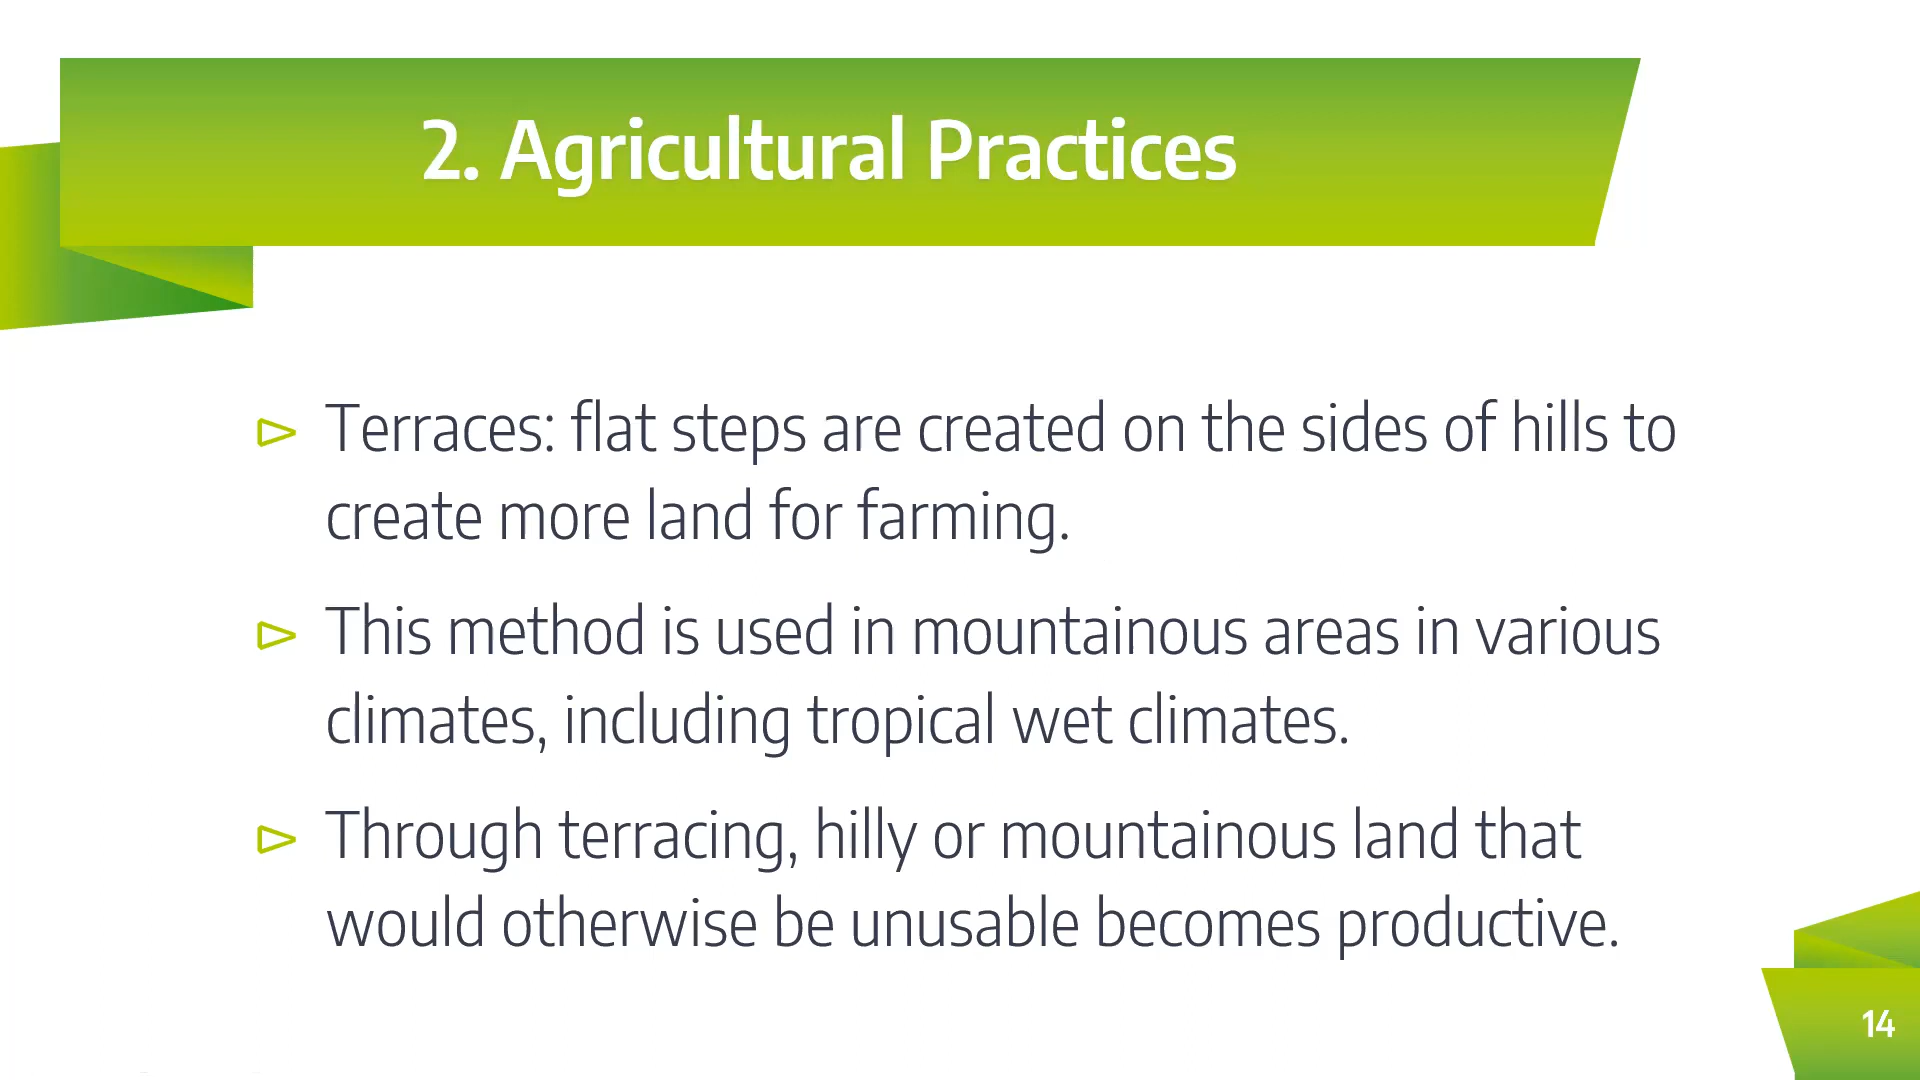 2. Agricultural Practices
Terraces: flat steps are created on the sides of hills to
create more land for farming.
This method is used in mountainous areas in various
climates, including tropical wet climates.
Through terracing, hilly or mountainous land that
would otherwise be unusable becomes productive.
14